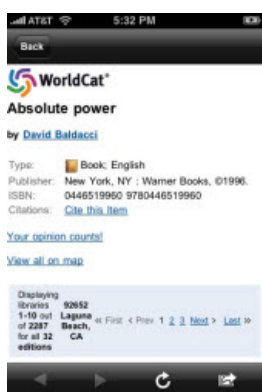 AT&T 5:32 PM
Back
WorldCat®
Absolute power
by David Baldacci
Type: Book; English
Publisher: New York, NY : Warner Books, ©1996.
ISBN: 0446519960 9780446519960
Citations: Cite this Item
Your opinion counts!
View all on map
Displaying
libraries 92652
1-10 out Laguna « First < Prev 1 2 3 Next > Last »
of 2287 Beach,
for all 32 CA
editions